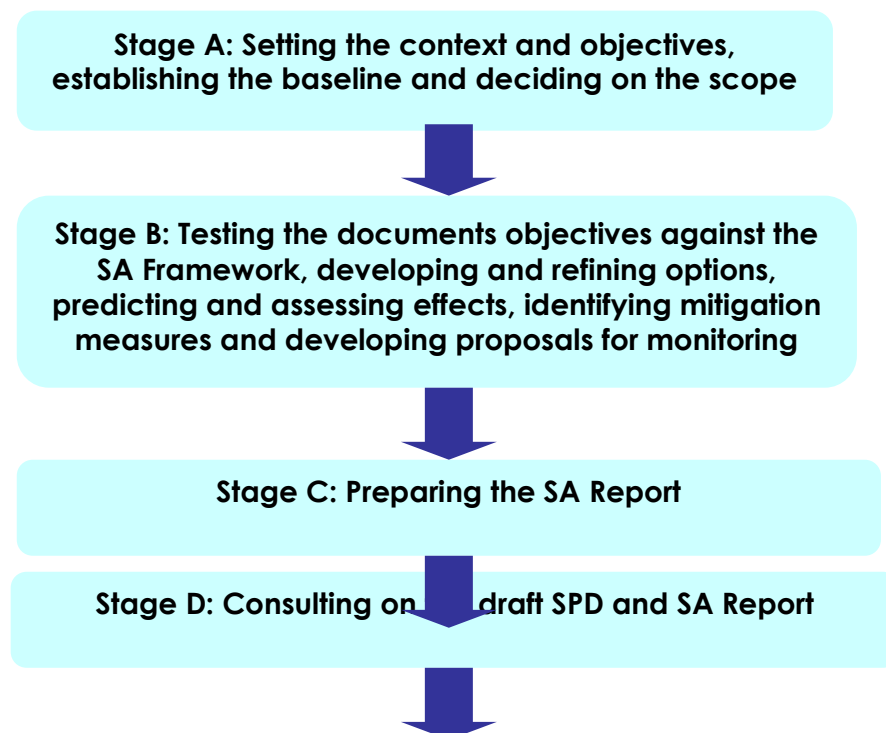 Stage A: Setting the context and objectives,
establishing the baseline and deciding on the scope
Stage B: Testing the documents objectives against the
SA Framework, developing and refining options,
predicting and assessing effects, identifying mitigation
measures and developing proposals for monitoring
Stage C: Preparing the SA Report
Stage D: Consulting on draft SPD and SA Report